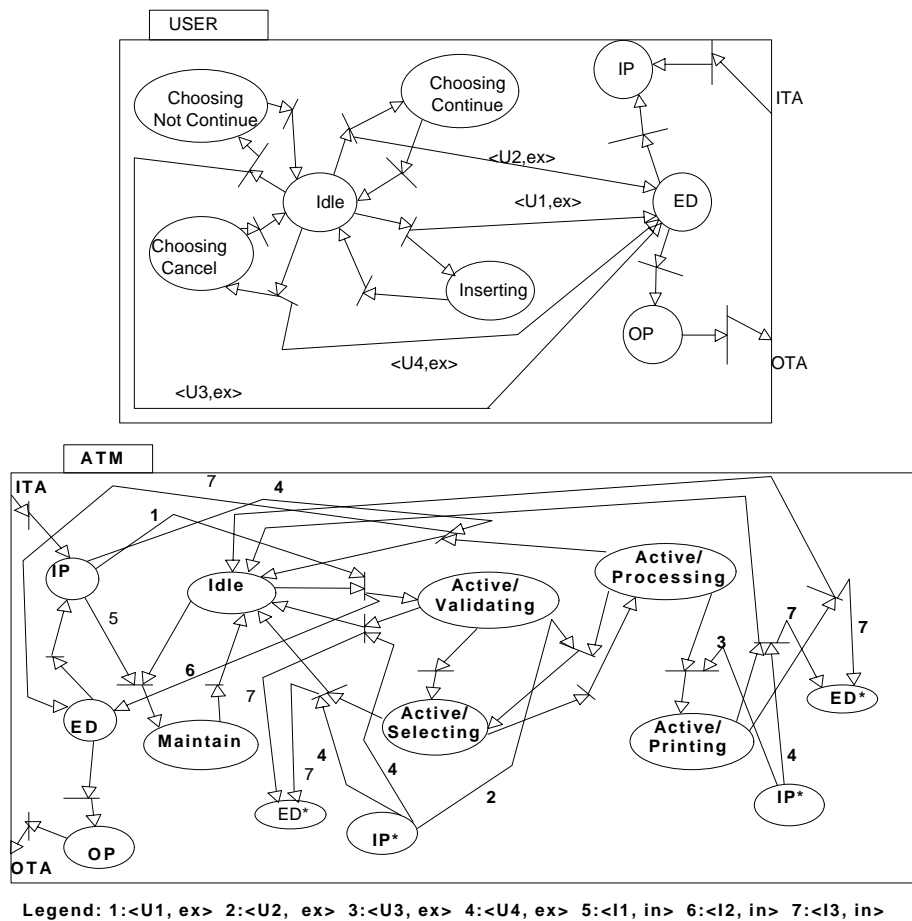 USER
Choosing
Not Continue
Choosing
Continue
IP
ITA
<U2,ex>
Idle
<U1,ex>
ED
Choosing
Cancel
Inserting
OP
<U4,ex>
OTA
<U3,ex>
ATM
ITA
7
4
1
IP
Idle
Active/
Validating
Active/
Processing
5
6
7
3
7
7
ED
Maintain
7
Active/
Selecting
Active/
Printing
ED*
4
7
4
2
4
ED*
IP*
IP*
OP
OTA
Legend: 1:<U1, ex> 2:<U2, ex> 3:<U3, ex> 4:<U4, ex> 5:<I1, in> 6:<I2, in> 7:<I3, in>